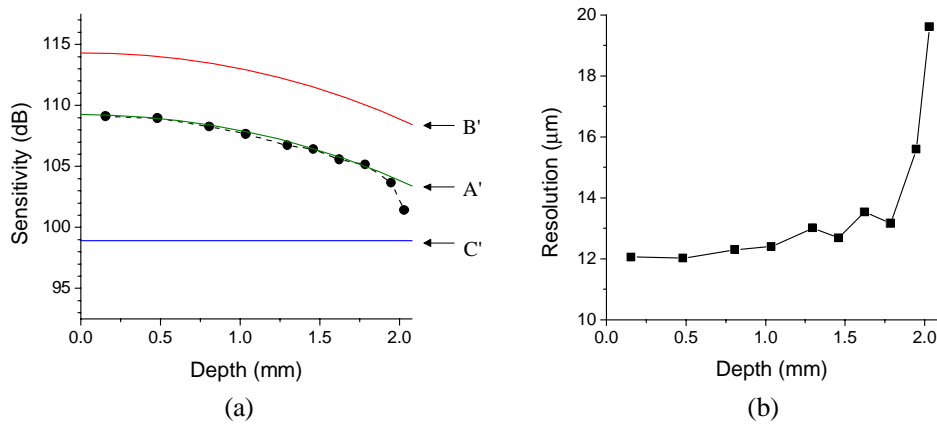 115
110
105
100
95
0.0 0.5 1.0 1.5 2.0
Sensitivity (dB)
Depth (mm)
B'
A'
C'
(a)
20
18
16
14
12
10
0.0 0.5 1.0 1.5 2.0
Resolution (μm)
Depth (mm)
(b)